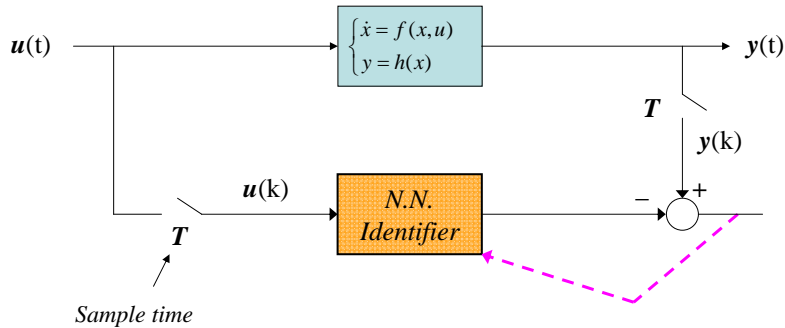 u(t)
ẋ = f(x,u)
y = h(x)
y(t)
T
y(k)
u(k)
N.N.
Identifier
− +
T
Sample time